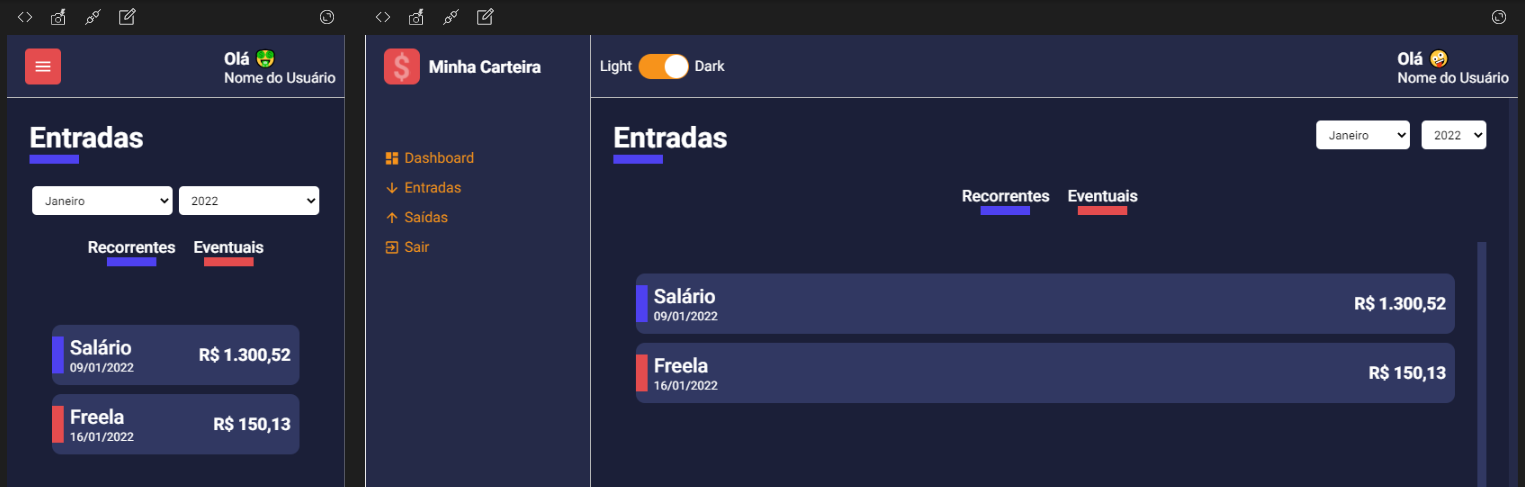 Olá 🤑
Nome do Usuário
Entradas
Janeiro
2022
Recorrentes
Eventuais
Salário
09/01/2022
R$ 1.300,52
Freela
16/01/2022
R$ 150,13
$
Minha Carteira
Dashboard
Entradas
Saídas
Sair
Light
Dark
Olá 🤪
Nome do Usuário
Entradas
Janeiro
2022
Recorrentes
Eventuais
Salário
09/01/2022
R$ 1.300,52
Freela
16/01/2022
R$ 150,13